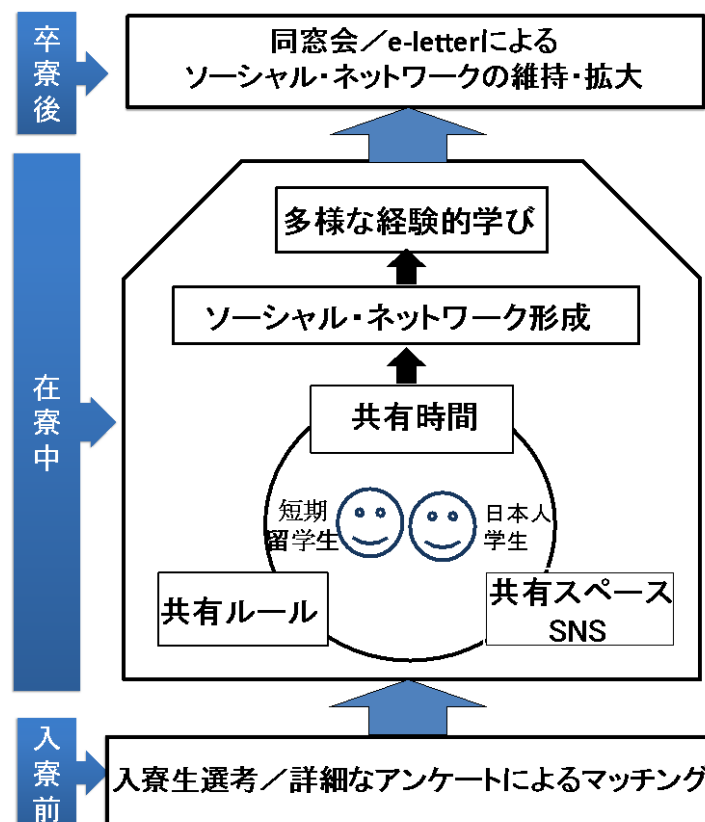 卒寮後
同窓会／e-letterによる
ソーシャル・ネットワークの維持・拡大
在寮中
多様な経験的学び
ソーシャル・ネットワーク形成
共有時間
短期
留学生
日本人
学生
共有ルール
共有スペース
SNS
入寮前
入寮生選考／詳細なアンケートによるマッチング